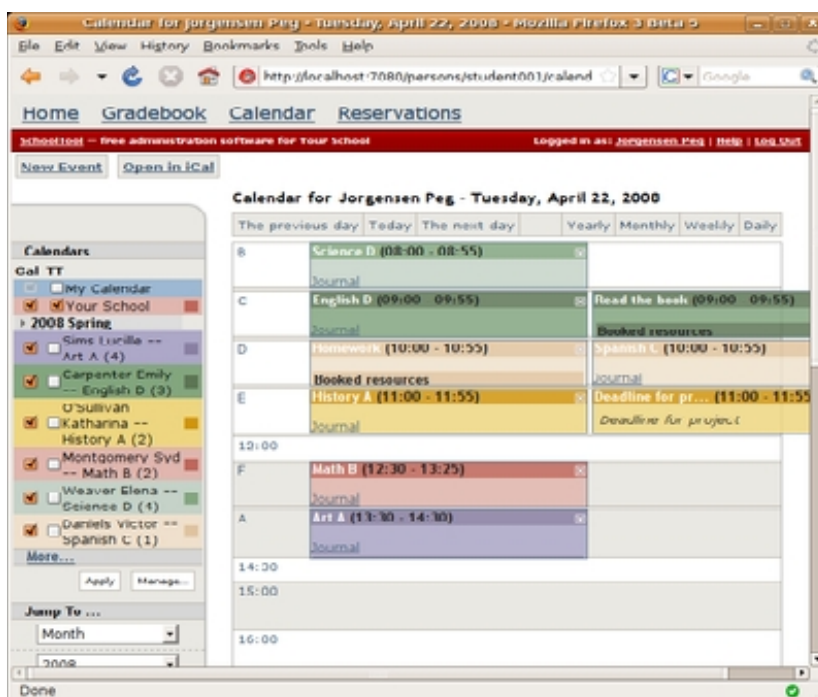 Calendar for Jorgensen Peg - Tuesday, April 22, 2008 - Mozilla Firefox 3 Beta 5
File Edit View History Bookmarks Tools Help
http://localhost:7080/persons/student001/calend
Google
Home Gradebook Calendar Reservations
SchoolTool — free administration software for Your School
Logged in as: Jorgensen Peg | Help | Log Out
New Event Open in iCal
Calendar for Jorgensen Peg - Tuesday, April 22, 2008
The previous day Today The next day Yearly Monthly Weekly Daily
Calendars
Cal TT
My Calendar
Your School
2008 Spring
Sims Lucille --
Art A (4)
Carpenter Emily
-- English D (3)
O'Sullivan
Katharina --
History A (2)
Montgomery Syd
-- Math B (2)
Weaver Elena --
Science D (4)
Daniels Victor --
Spanish C (1)
More...
Apply Manage...
Jump To ...
Month
2008
B Science D (08:00 - 08:55)
Journal
C English D (09:00 - 09:55) Read the book (09:00 - 09:55)
Journal Booked resources
D Homework (10:00 - 10:55) Spanish C (10:00 - 10:55)
Booked resources Journal
E History A (11:00 - 11:55) Deadline for pr... (11:00 - 11:55
Journal Deadline for project
12:00
F Math B (12:30 - 13:25)
Journal
A Art A (13:30 - 14:30)
Journal
14:30
15:00
16:00
Done